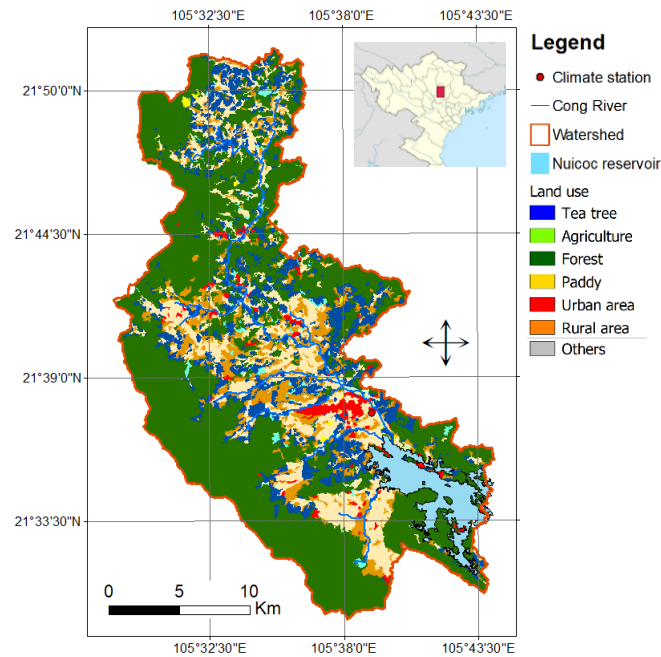 105°32'30"E 105°38'0"E 105°43'30"E
21°50'0"N
21°44'30"N
21°39'0"N
21°33'30"N
0 5 10
Km
105°32'30"E 105°38'0"E 105°43'30"E
Legend
Climate station
Cong River
Watershed
Nuicoc reservoir
Land use
Tea tree
Agriculture
Forest
Paddy
Urban area
Rural area
Others